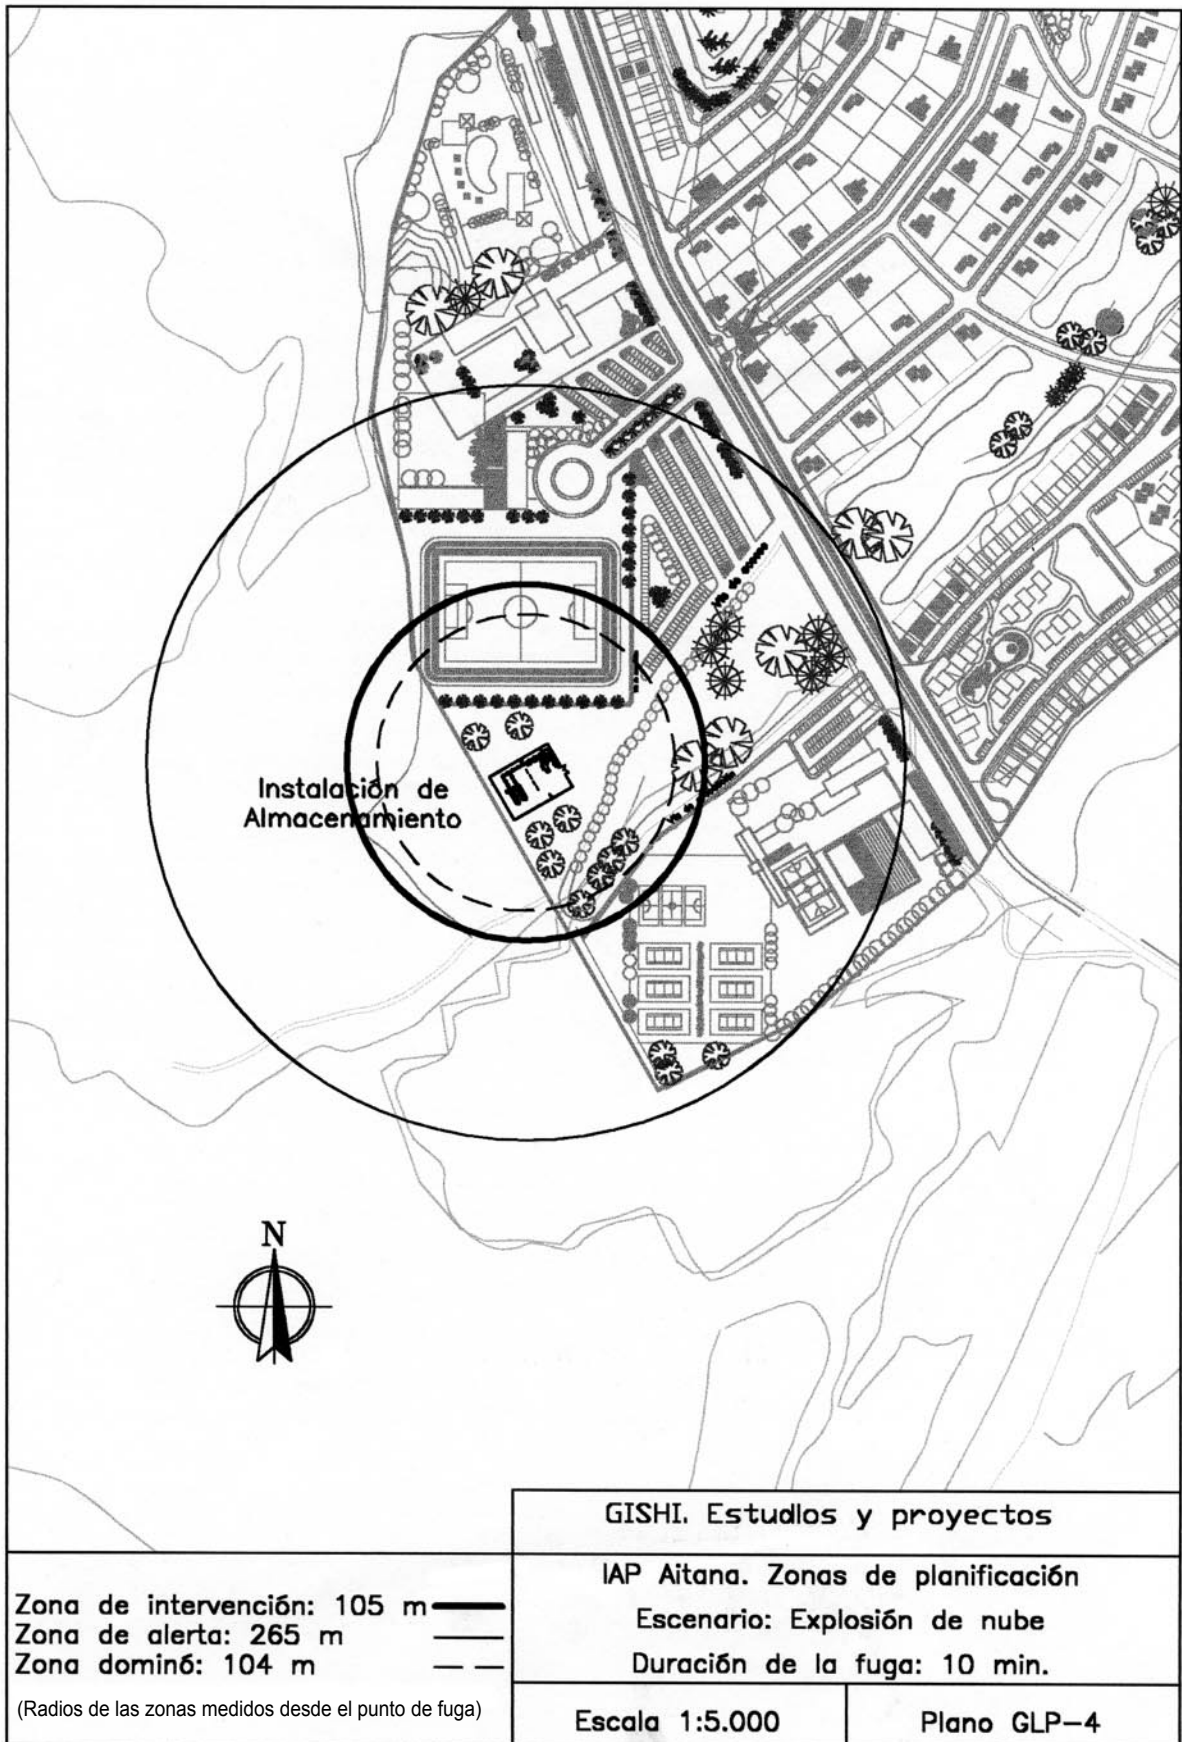 Instalación de
Almacenamiento
N
GISHI. Estudios y proyectos
IAP Aitana. Zonas de planificación
Escenario: Explosión de nube
Duración de la fuga: 10 min.
Zona de intervención: 105 m
Zona de alerta: 265 m
Zona dominó: 104 m
(Radios de las zonas medidos desde el punto de fuga)
Escala 1:5.000
Plano GLP-4